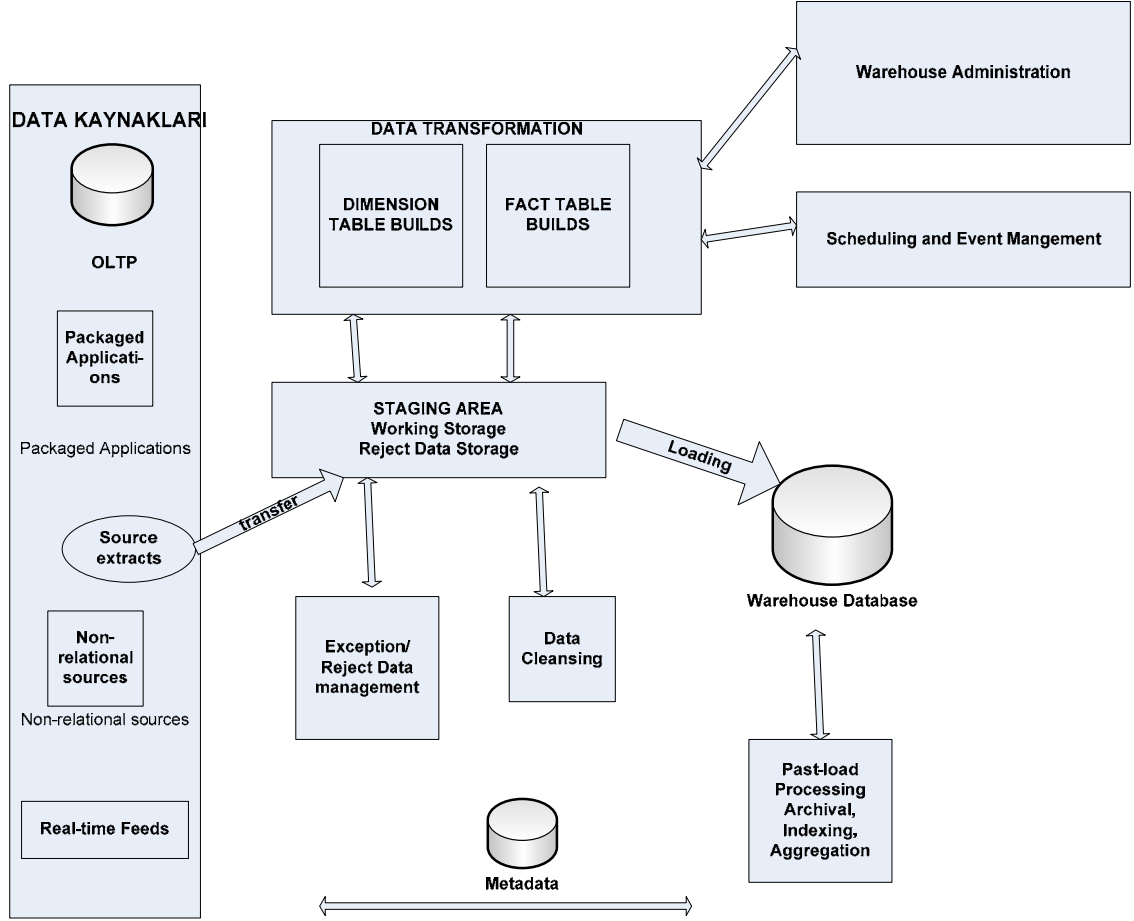 DATA KAYNAKLARI
OLTP
Packaged
Applicati-
ons
Packaged Applications
Source
extracts
Non-
relational
sources
Non-relational sources
Real-time Feeds
transfer
DATA TRANSFORMATION
DIMENSION
TABLE BUILDS
FACT TABLE
BUILDS
STAGING AREA
Working Storage
Reject Data Storage
Exception/
Reject Data
management
Data
Cleansing
Metadata
Warehouse Administration
Scheduling and Event Mangement
Loading
Warehouse Database
Past-load
Processing
Archival,
Indexing,
Aggregation